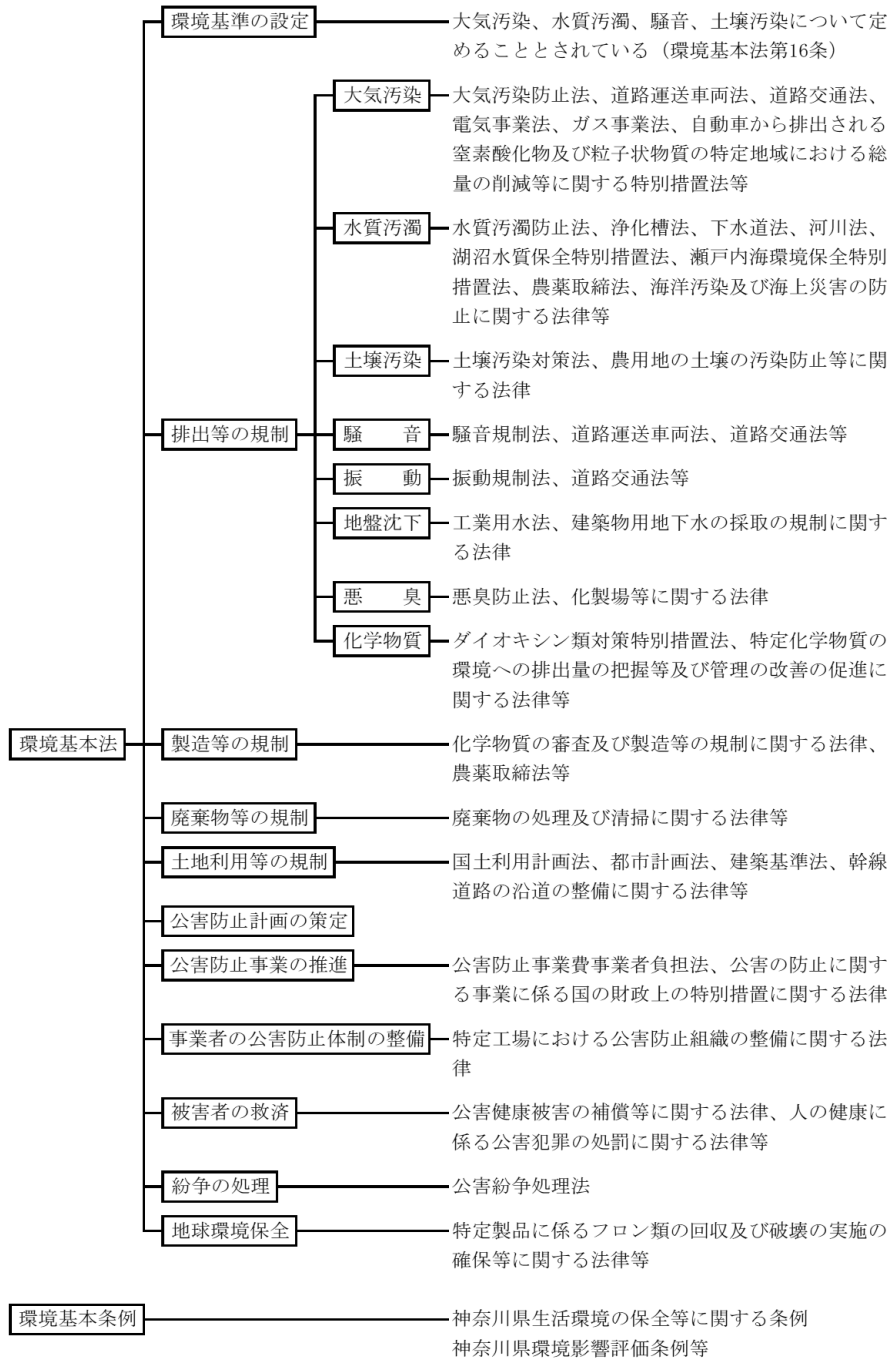 環境基準の設定 大気汚染、水質汚濁、騒音、土壌汚染について定
めることとされている（環境基本法第16条）
大気汚染 大気汚染防止法、道路運送車両法、道路交通法、
電気事業法、ガス事業法、自動車から排出される
窒素酸化物及び粒子状物質の特定地域における総
量の削減等に関する特別措置法等
水質汚濁 水質汚濁防止法、浄化槽法、下水道法、河川法、
湖沼水質保全特別措置法、瀬戸内海環境保全特別
措置法、農薬取締法、海洋汚染及び海上災害の防
止に関する法律等
土壌汚染 土壌汚染対策法、農用地の土壌の汚染防止等に関
する法律
排出等の規制 騒　音 騒音規制法、道路運送車両法、道路交通法等
振　動 振動規制法、道路交通法等
地盤沈下 工業用水法、建築物用地下水の採取の規制に関す
る法律
悪　臭 悪臭防止法、化製場等に関する法律
化学物質 ダイオキシン類対策特別措置法、特定化学物質の
環境への排出量の把握等及び管理の改善の促進に
関する法律等
環境基本法 製造等の規制 化学物質の審査及び製造等の規制に関する法律、
農薬取締法等
廃棄物等の規制 廃棄物の処理及び清掃に関する法律等
土地利用等の規制 国土利用計画法、都市計画法、建築基準法、幹線
道路の沿道の整備に関する法律等
公害防止計画の策定
公害防止事業の推進 公害防止事業費事業者負担法、公害の防止に関す
る事業に係る国の財政上の特別措置に関する法律
事業者の公害防止体制の整備 特定工場における公害防止組織の整備に関する法
律
被害者の救済 公害健康被害の補償等に関する法律、人の健康に
係る公害犯罪の処罰に関する法律等
紛争の処理 公害紛争処理法
地球環境保全 特定製品に係るフロン類の回収及び破壊の実施の
確保等に関する法律等
環境基本条例 神奈川県生活環境の保全等に関する条例
神奈川県環境影響評価条例等